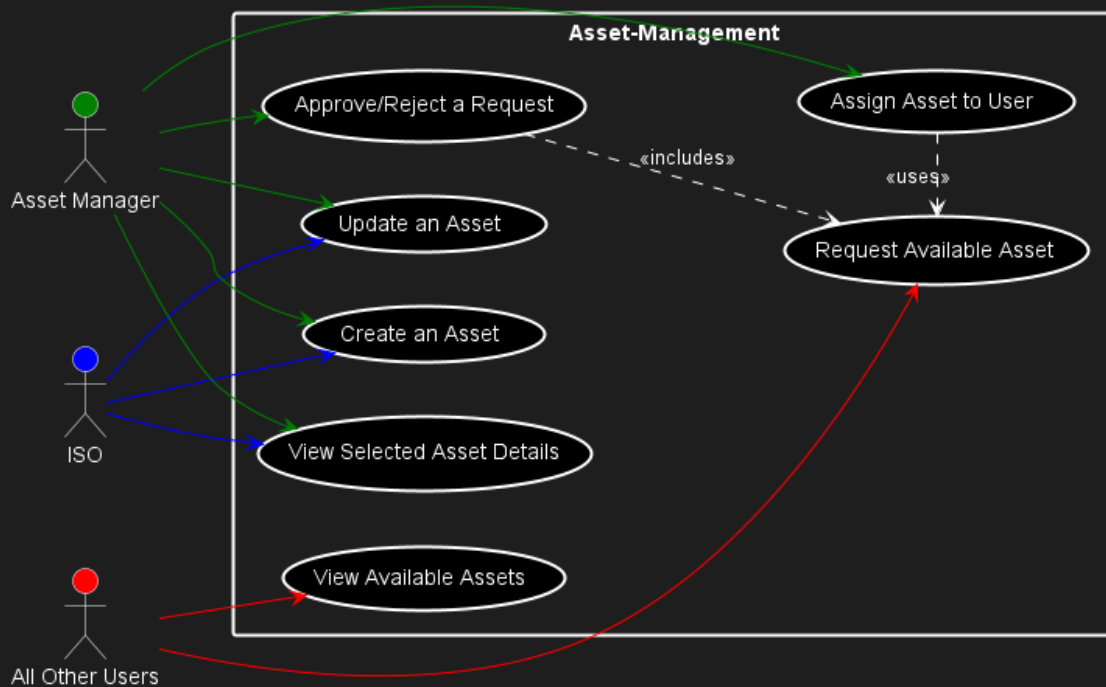 Asset-Management
Approve/Reject a Request
Assign Asset to User
«includes»
«uses»
Asset Manager
Update an Asset
Request Available Asset
Create an Asset
ISO
View Selected Asset Details
View Available Assets
All Other Users